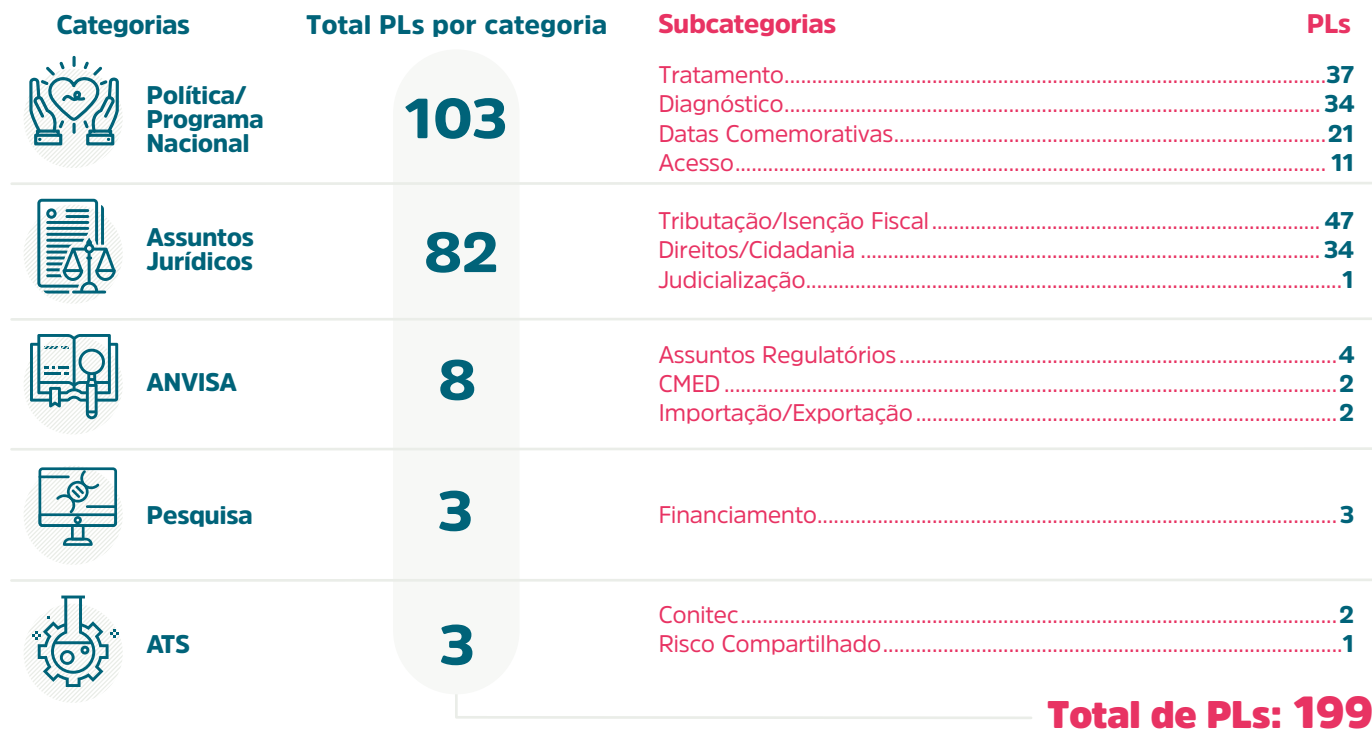 Categorias Total PLs por categoria Subcategorias PLs
Política/
Programa
Nacional
103
Tratamento 37
Diagnóstico 34
Datas Comemorativas 21
Acesso 11
Assuntos
Jurídicos
82
Tributação/Isenção Fiscal 47
Direitos/Cidadania 34
Judicialização 1
ANVISA
8
Assuntos Regulatórios 4
CMED 2
Importação/Exportação 2
Pesquisa
3
Financiamento 3
ATS
3
Conitec 2
Risco Compartilhado 1
Total de PLs: 199